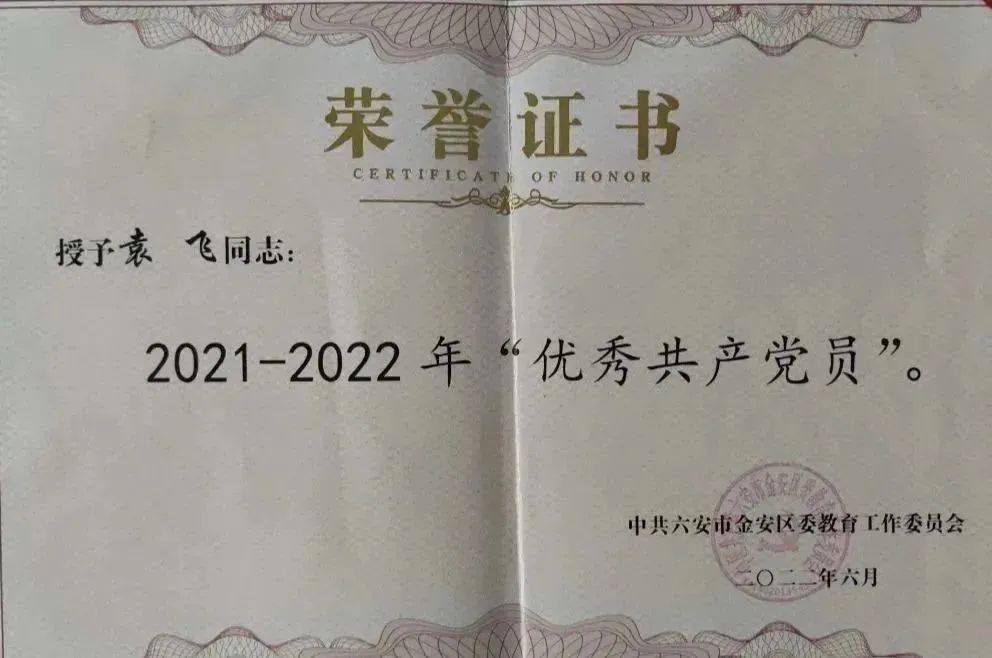 荣誉证书
CERTIFICATE OF HONOR
授予袁 飞同志：
2021-2022 年“优秀共产党员”。
中共六安市金安区委教育工作委员会
二〇二二年六月